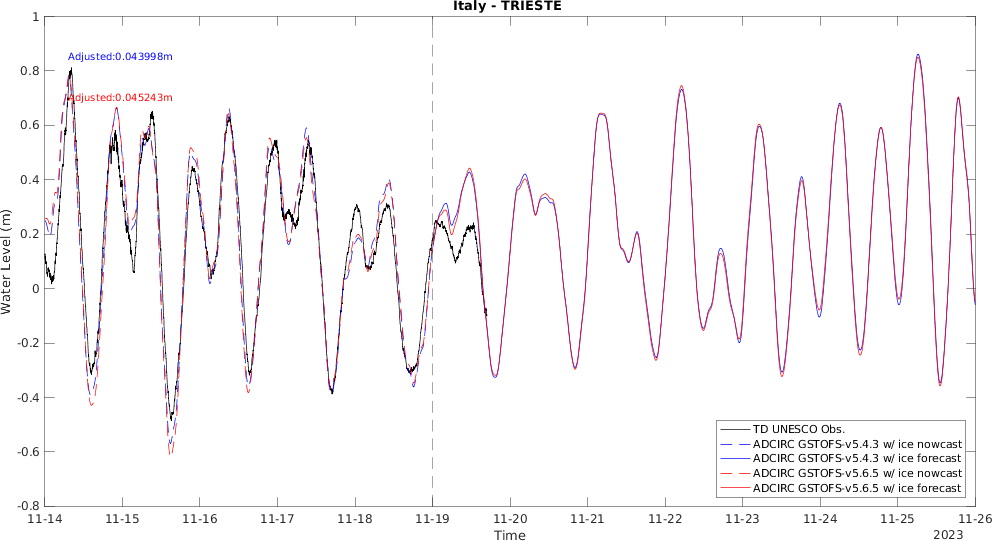 Italy - TRIESTE
Adjusted:0.043998m
Adjusted:0.045243m
Water Level (m)
1
0.8
0.6
0.4
0.2
0
-0.2
-0.4
-0.6
-0.8
TD UNESCO Obs.
ADCIRC GSTOFS-v5.4.3 w/ ice nowcast
ADCIRC GSTOFS-v5.4.3 w/ ice forecast
ADCIRC GSTOFS-v5.6.5 w/ ice nowcast
ADCIRC GSTOFS-v5.6.5 w/ ice forecast
11-14 11-15 11-16 11-17 11-18 11-19 11-20 11-21 11-22 11-23 11-24 11-25 11-26
Time
2023